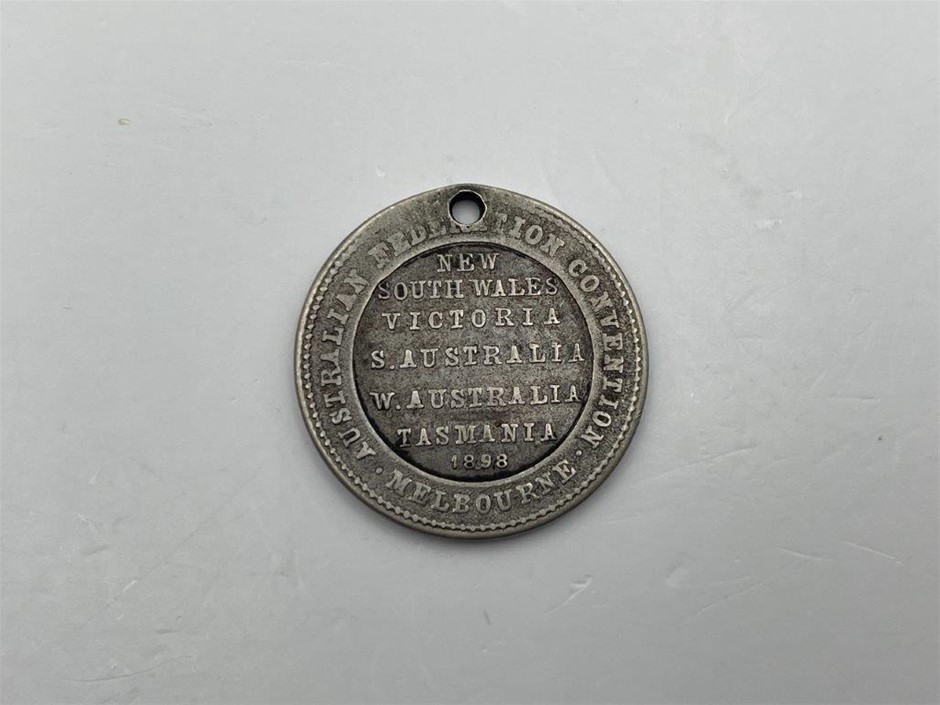 AUSTRALIAN FEDERATION CONVENTION
NEW
SOUTH WALES
VICTORIA
S. AUSTRALIA
W. AUSTRALIA
TASMANIA
1898
· MELBOURNE ·